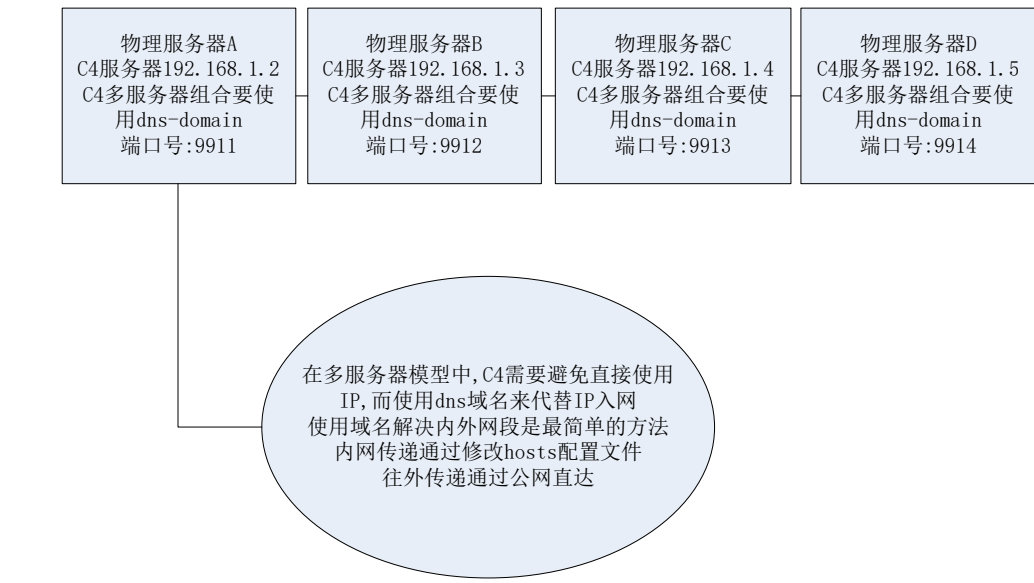 物理服务器A
C4服务器192.168.1.2
C4多服务器组合要使
用dns-domain
端口号:9911
物理服务器B
C4服务器192.168.1.3
C4多服务器组合要使
用dns-domain
端口号:9912
物理服务器C
C4服务器192.168.1.4
C4多服务器组合要使
用dns-domain
端口号:9913
物理服务器D
C4服务器192.168.1.5
C4多服务器组合要使
用dns-domain
端口号:9914
在多服务器模型中,C4需要避免直接使用
IP,而使用dns域名来代替IP入网
使用域名解决内外网段是最简单的方法
内网传递通过修改hosts配置文件
往外传递通过公网直达